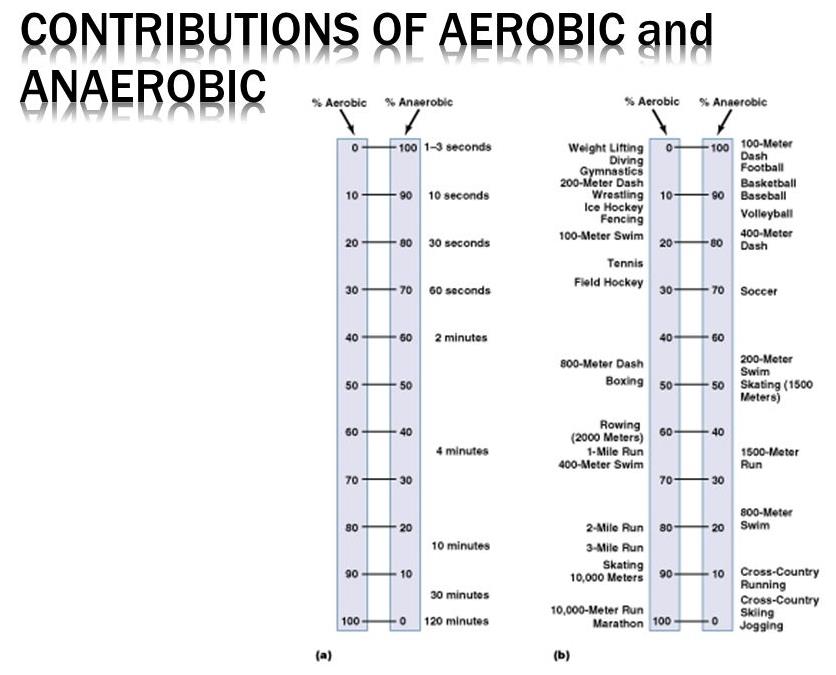 CONTRIBUTIONS OF AEROBIC and
ANAEROBIC
% Aerobic % Anaerobic
0 100 1–3 seconds
10 90 10 seconds
20 80 30 seconds
30 70 60 seconds
40 60 2 minutes
50 50
60 40
4 minutes
70 30
80 20
10 minutes
90 10
30 minutes
100 0 120 minutes
(a)
% Aerobic % Anaerobic
Weight Lifting
Diving
Gymnastics
200-Meter Dash
Wrestling
Ice Hockey
Fencing
100-Meter Swim
Tennis
Field Hockey
800-Meter Dash
Boxing
Rowing
(2000 Meters)
1-Mile Run
400-Meter Swim
2-Mile Run
3-Mile Run
Skating
10,000 Meters
10,000-Meter Run
Marathon
0 100
10 90
20 80
30 70
40 60
50 50
60 40
70 30
80 20
90 10
100 0
100-Meter
Dash
Football
Basketball
Baseball
Volleyball
400-Meter
Dash
Soccer
200-Meter
Swim
Skating (1500
Meters)
1500-Meter
Run
800-Meter
Swim
Cross-Country
Running
Cross-Country
Skiing
Jogging
(b)